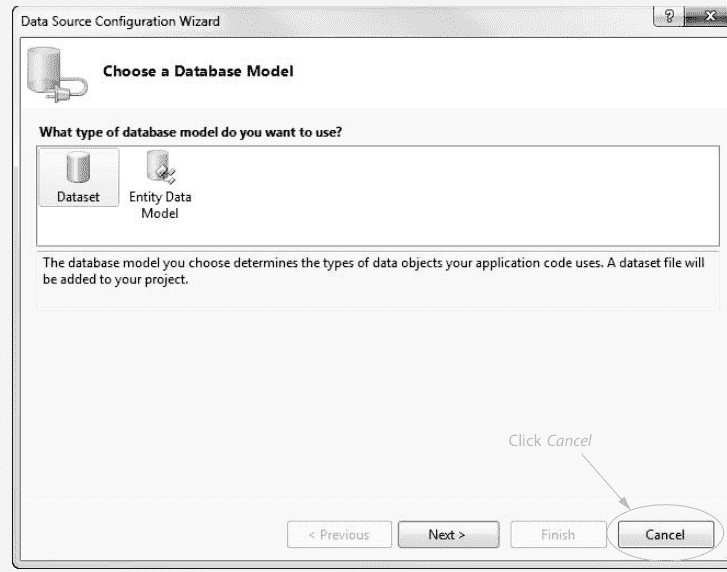 Data Source Configuration Wizard
?
X
Choose a Database Model
What type of database model do you want to use?
Dataset
Entity Data
Model
The database model you choose determines the types of data objects your application code uses. A dataset file will
be added to your project.
Click Cancel
< Previous
Next >
Finish
Cancel